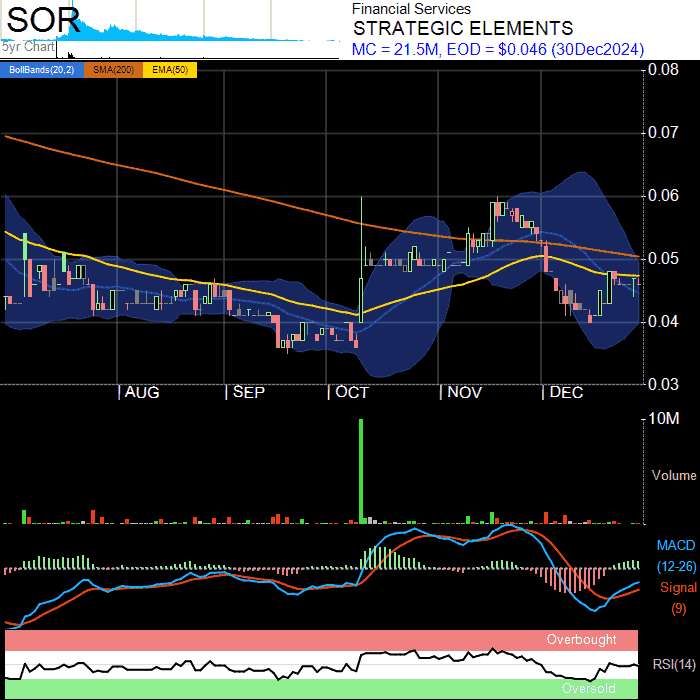 SOR
5yr Chart
Financial Services
STRATEGIC ELEMENTS
MC = 21.5M, EOD = $0.046 (30Dec2024)
BollBands(20,2) SMA(200) EMA(50)
0.08
0.07
0.06
0.05
0.04
0.03
AUG SEP OCT NOV DEC
10M
Volume
MACD
(12-26)
Signal
(9)
Overbought
RSI(14)
Oversold